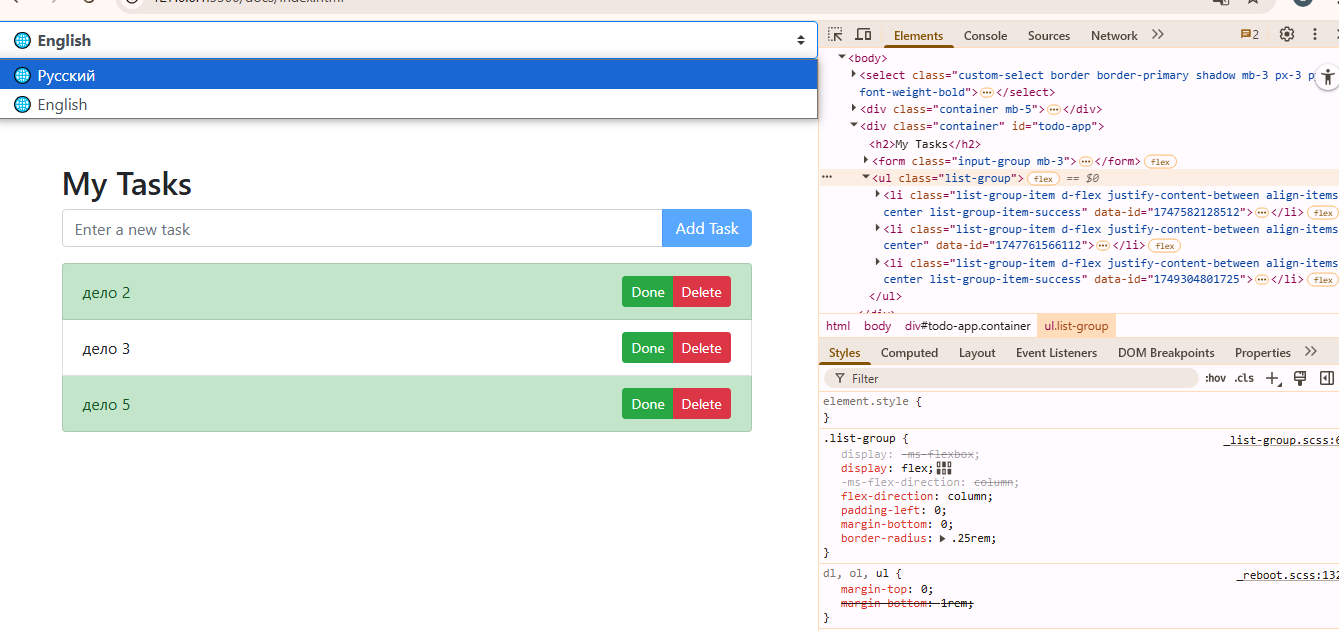 English
Русский
English
My Tasks
Enter a new task
Add Task
дело 2
Done
Delete
дело 3
Done
Delete
дело 5
Done
Delete
Elements
Console
Sources
Network
2
<body>
<select class="custom-select border border-primary shadow mb-3 px-3
font-weight-bold"> </select>
<div class="container mb-5"> </div>
<div class="container" id="todo-app">
<h2>My Tasks</h2>
<form class="input-group mb-3"> </form> flex
<ul class="list-group"> flex == $0
<li class="list-group-item d-flex justify-content-between align-items
center list-group-item-success" data-id="1747582128512"> </li> flex
<li class="list-group-item d-flex justify-content-between align-items
center" data-id="1747761566112"> </li> flex
<li class="list-group-item d-flex justify-content-between align-items
center list-group-item-success" data-id="1749304801725"> </li> flex
</ul>
html
body
div#todo-app.container
ul.list-group
Styles
Computed
Layout
Event Listeners
DOM Breakpoints
Properties
Filter
:hov
.cls
element.style {
}
.list-group {
_list-group.scss:6
display: -ms-flexbox;
display: flex;
-ms-flex-direction: column;
flex-direction: column;
padding-left: 0;
margin-bottom: 0;
border-radius: .25rem;
}
dl, ol, ul {
_reboot.scss:132
margin-top: 0;
margin-bottom: 1rem;
}